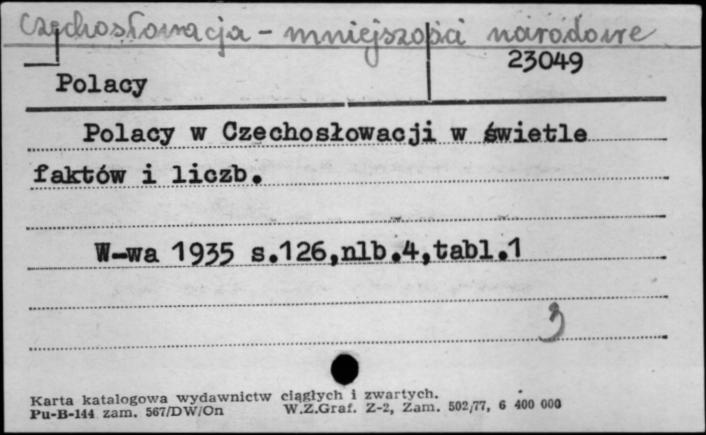 Czechosłowacja - mniejszości narodowe
23049
Polacy
Polacy w Czechosłowacji w świetle
faktów i liczb.
W-wa 1935 s.126,nlb.4,tabl.1
3
Karta katalogowa wydawnictw ciągłych i zwartych.
Pu-B-144 zam. 567/DW/On W.Z.Graf. Z-2, Zam. 502/77, 6 400 000